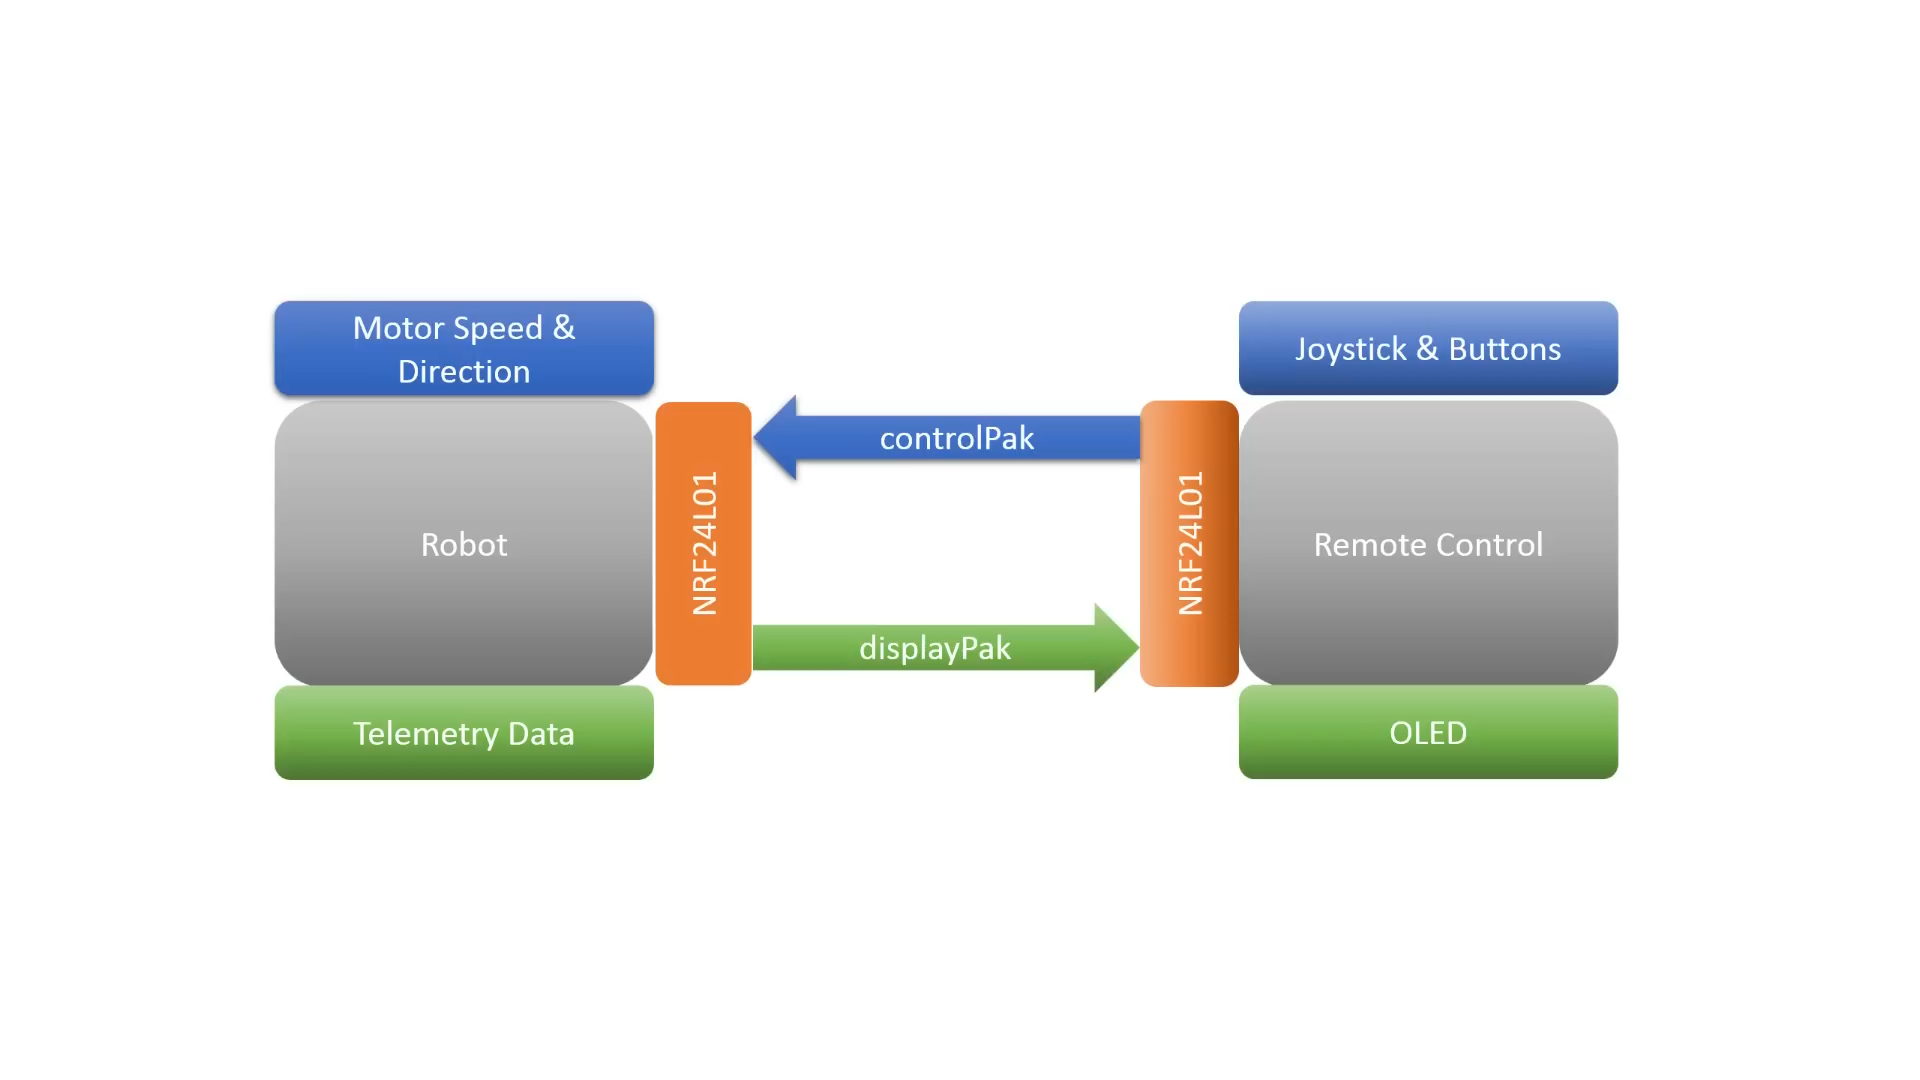 Motor Speed &
Direction
Joystick & Buttons
controlPak
Robot
NRF24L01
NRF24L01
Remote Control
displayPak
Telemetry Data
OLED